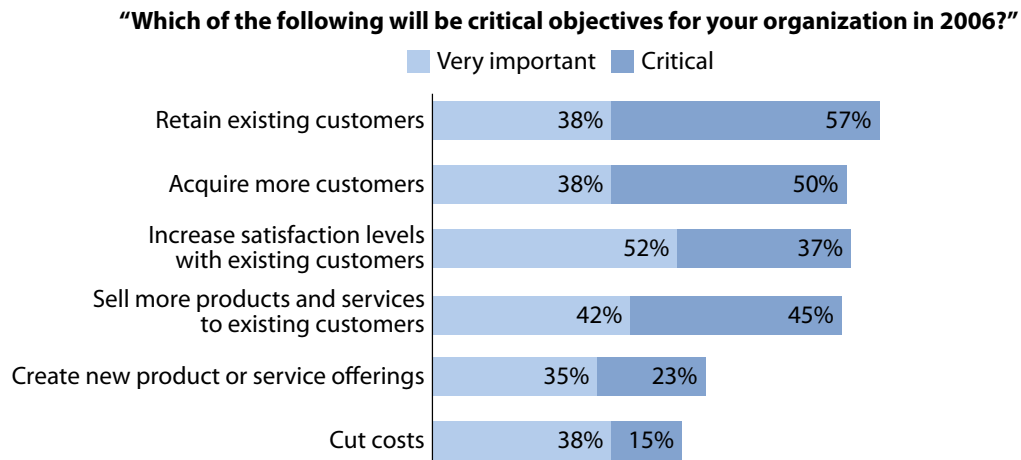 “Which of the following will be critical objectives for your organization in 2006?”
Very important Critical
Retain existing customers 38% 57%
Acquire more customers 38% 50%
Increase satisfaction levels
with existing customers 52% 37%
Sell more products and services
to existing customers 42% 45%
Create new product or service offerings 35% 23%
Cut costs 38% 15%